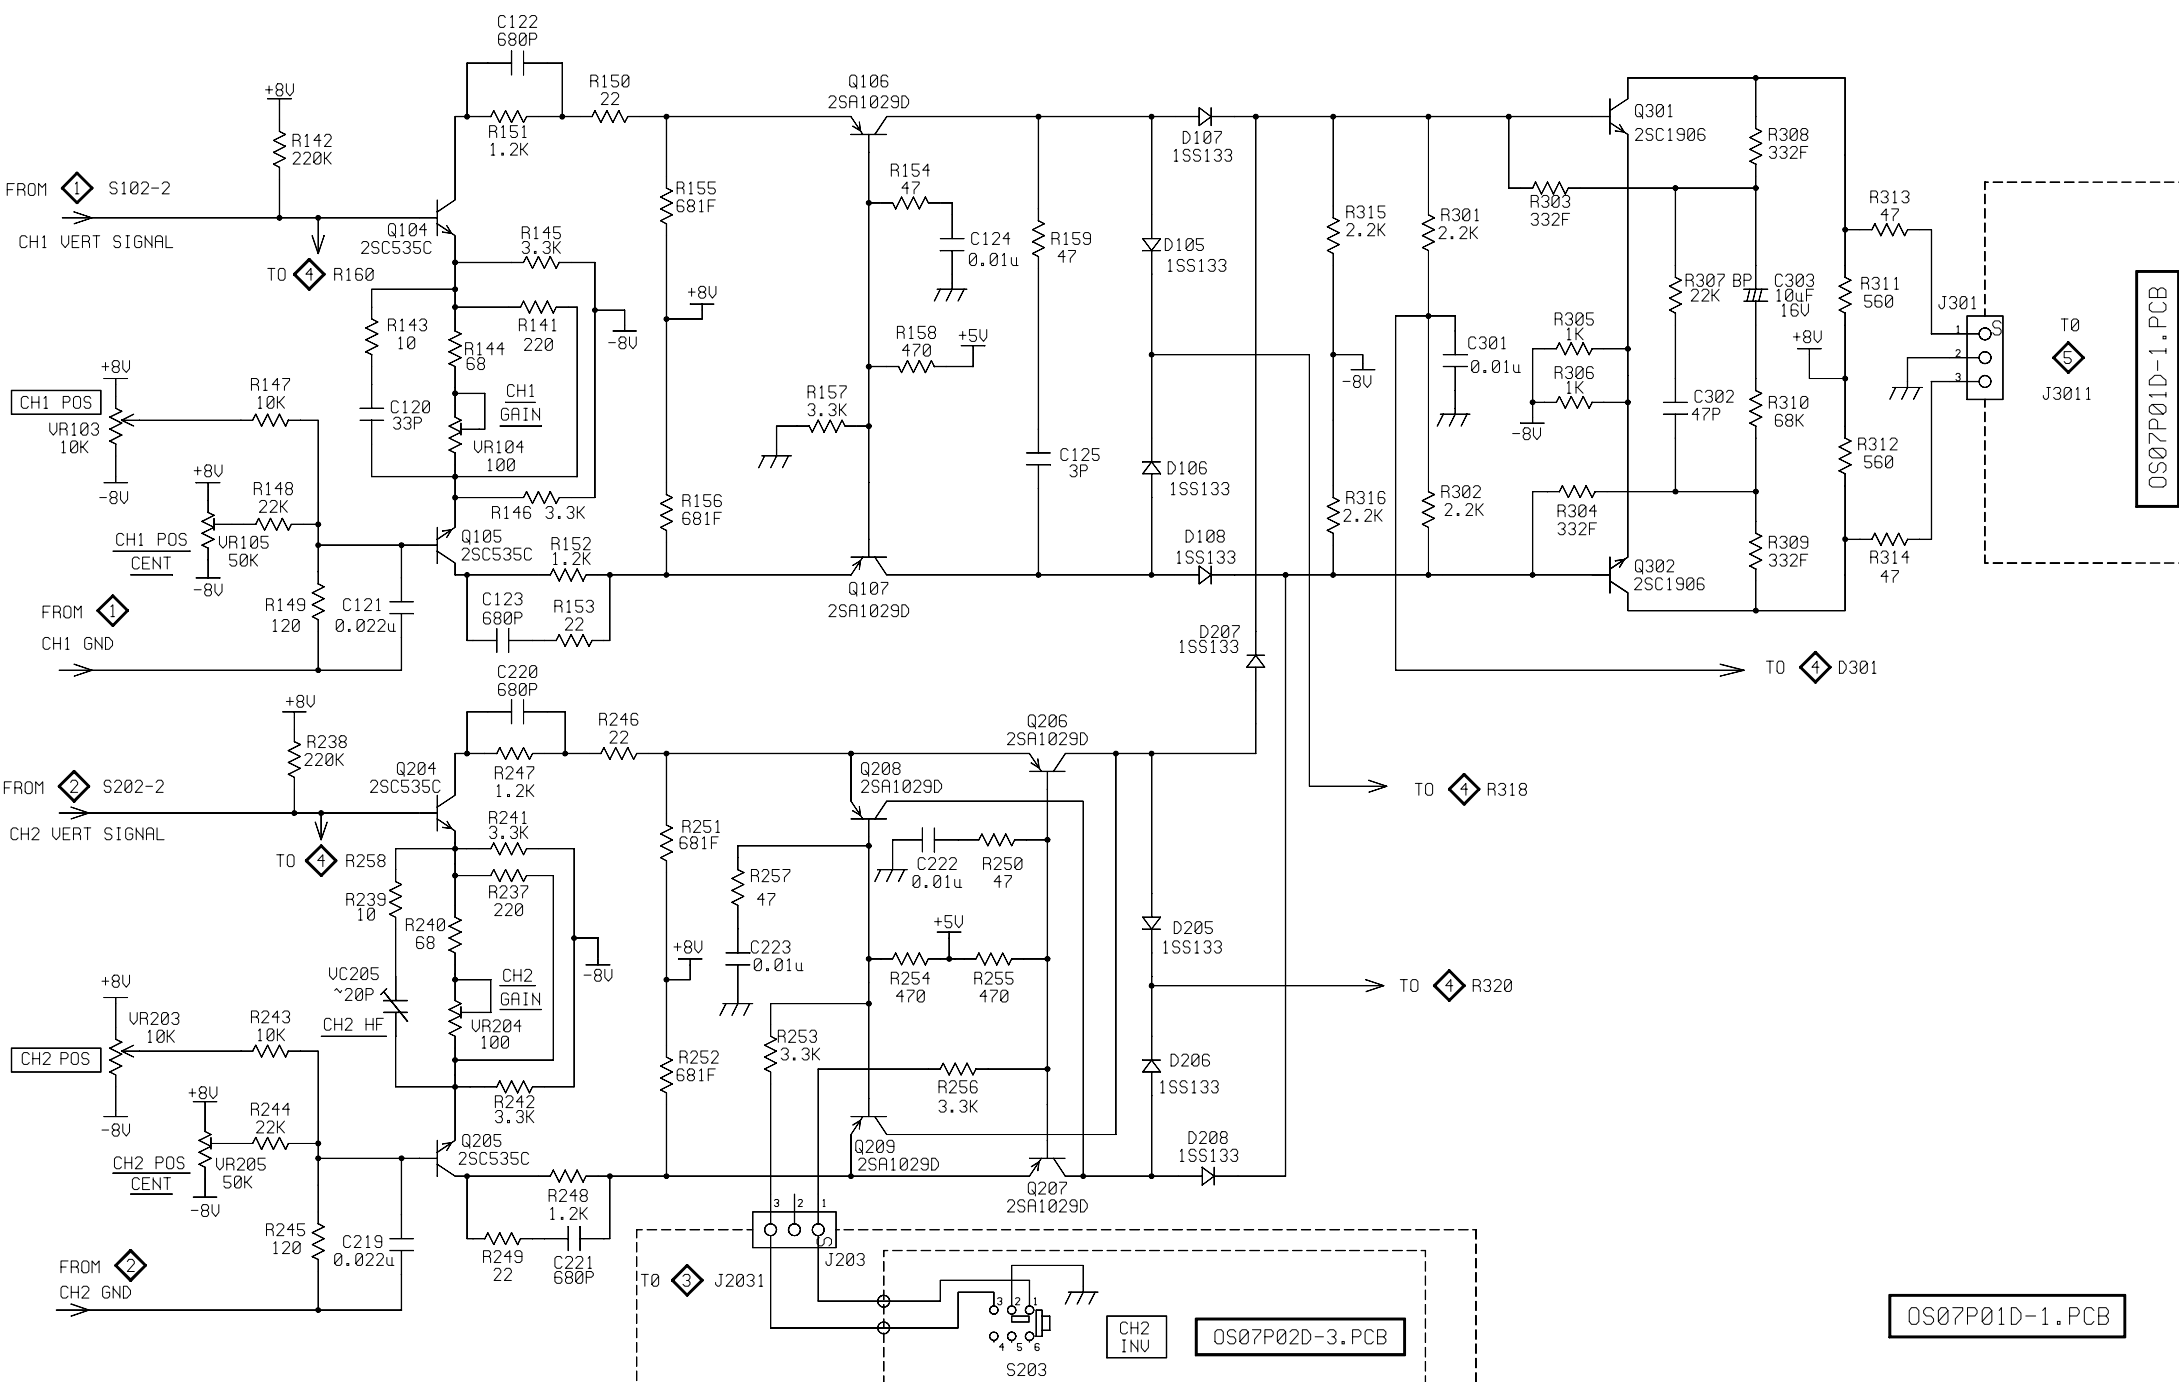 C122
680P
R150
22
Q106
2SA1029D
+8V
R142
220K
R151
1.2K
D107
1SS133
Q301
2SC1906
R308
332F
FROM 1 S102-2
CH1 VERT SIGNAL
Q104
2SC535C
TO 4 R160
R145
3.3K
R155
681F
R154
47
C124
0.01u
R159
47
D105
1SS133
R315
2.2K
R301
2.2K
R303
332F
R313
47
R143
10
R144
68
R141
220
-8V
+8V
R158
470
+5V
C301
0.01u
-8V
R307
22K
BP
C303
10uF
16V
R311
560
J301
S
1
2
3
TO
5
J3011
OS07P01D-1.PCB
+8V
CH1 POS
VR103
10K
-8V
R147
10K
C120
33P
CH1
GAIN
VR104
100
R157
3.3K
R305
1K
R306
1K
-8V
C302
47P
R310
68K
+8V
R312
560
+8V
R148
22K
VR105
50K
-8V
CH1 POS
CENT
R146 3.3K
Q105
2SC535C
R156
681F
C125
3P
D106
1SS133
R316
2.2K
R302
2.2K
R304
332F
R152
1.2K
D108
1SS133
Q302
2SC1906
R309
332F
R314
47
FROM 1
CH1 GND
R149
120
C121
0.022u
C123
680P
R153
22
Q107
2SA1029D
D207
1SS133
TO 4 D301
C220
680P
+8V
R238
220K
R246
22
Q206
2SA1029D
FROM 2 S202-2
CH2 VERT SIGNAL
Q204
2SC535C
R247
1.2K
Q208
2SA1029D
TO 4 R318
TO 4 R258
R241
3.3K
R251
681F
R257
47
C222
0.01u
R250
47
R239
10
R240
68
R237
220
-8V
+8V
C223
0.01u
+5V
R254
470
R255
470
D205
1SS133
TO 4 R320
+8V
VR203
10K
CH2 POS
-8V
R243
10K
VC205
~20P
CH2 HF
CH2
GAIN
VR204
100
R252
681F
R253
3.3K
R256
3.3K
D206
1SS133
R242
3.3K
+8V
R244
22K
CH2 POS
CENT
VR205
50K
-8V
Q205
2SC535C
Q209
2SA1029D
D208
1SS133
R248
1.2K
Q207
2SA1029D
R245
120
C219
0.022u
R249
22
C221
680P
3
2
1
S
J203
FROM 2
CH2 GND
TO 3 J2031
3
2
1
4
5
6
S203
CH2
INV
OS07P02D-3.PCB
OS07P01D-1.PCB